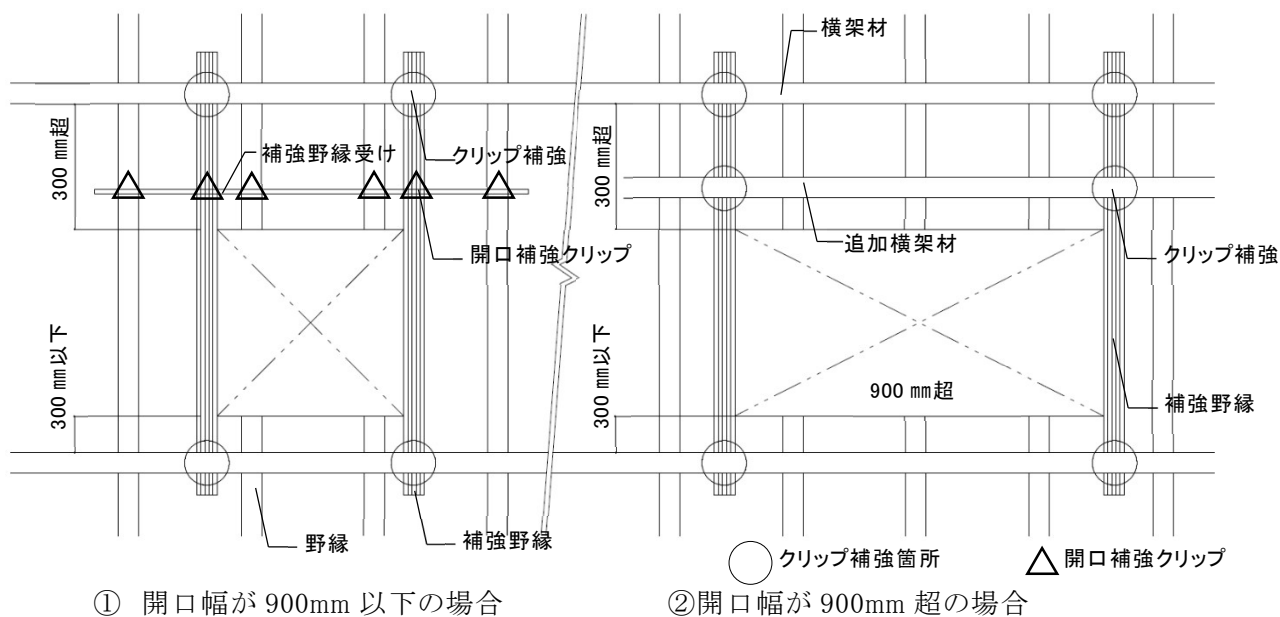 横架材
300 mm超
補強野縁受け
クリップ補強
300 mm超
開口補強クリップ
追加横架材
クリップ補強
300 mm以下
300 mm以下
900 mm超
補強野縁
野縁
補強野縁
クリップ補強箇所
開口補強クリップ
① 開口幅が 900mm 以下の場合
②開口幅が 900mm 超の場合